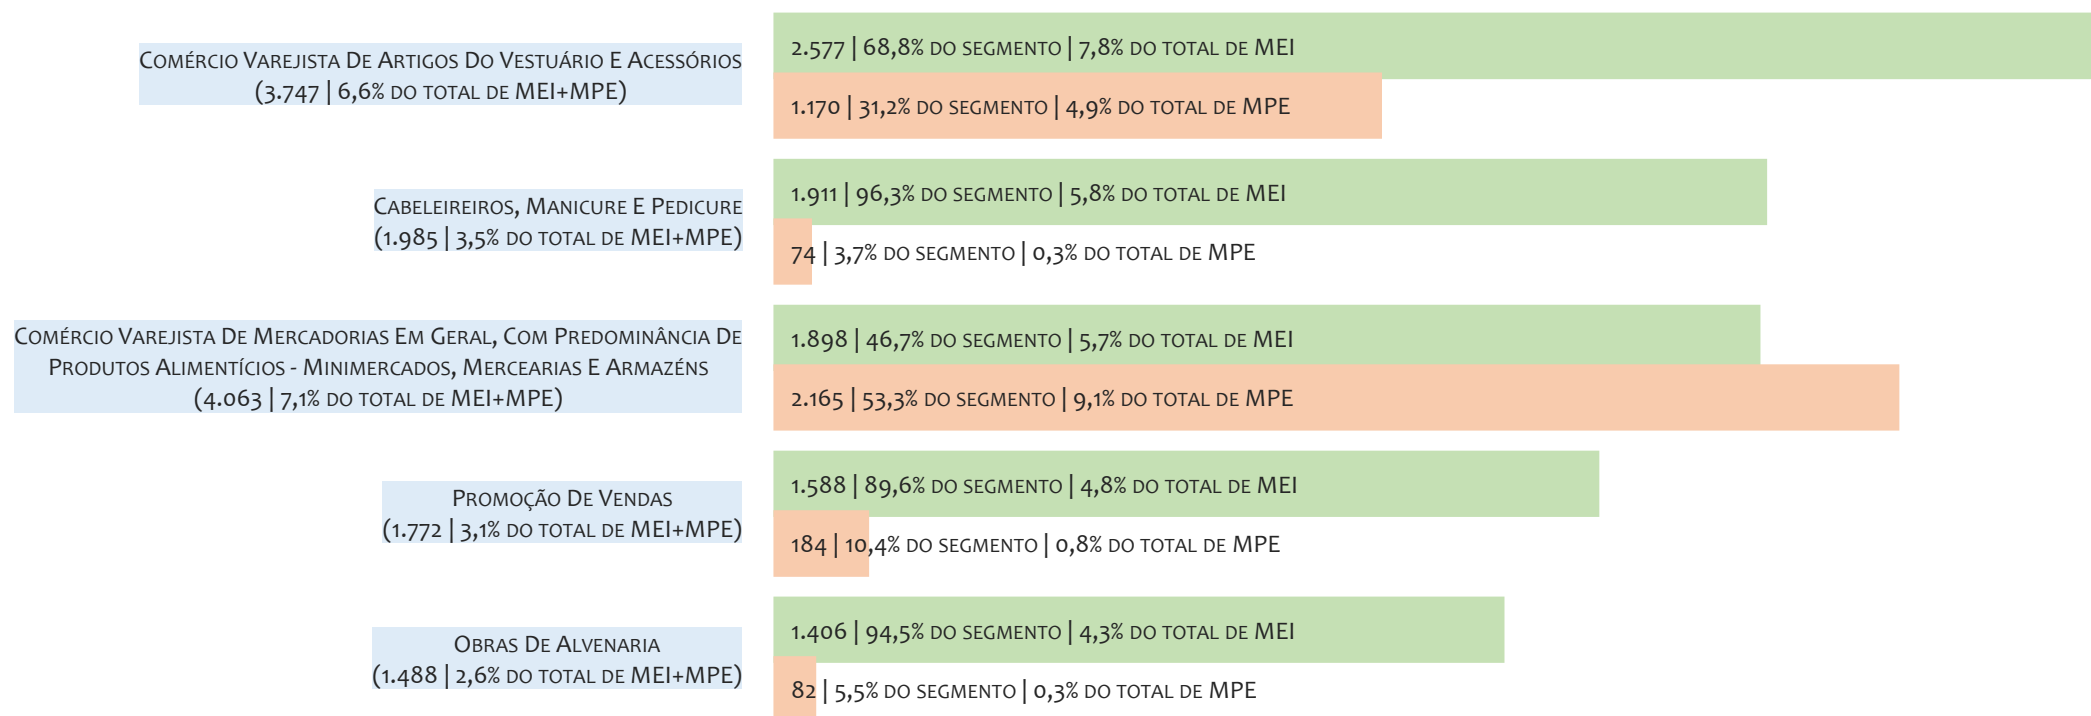 Comércio Varejista De Artigos Do Vestuário E Acessórios
(3.747 | 6,6% do total de MEI+MPE)
2.577 | 68,8% do segmento | 7,8% do total de MEI
1.170 | 31,2% do segmento | 4,9% do total de MPE
Cabeleireiros, Manicure E Pedicure
(1.985 | 3,5% do total de MEI+MPE)
1.911 | 96,3% do segmento | 5,8% do total de MEI
74 | 3,7% do segmento | 0,3% do total de MPE
Comércio Varejista De Mercadorias Em Geral, Com Predominância De
Produtos Alimentícios - Minimercados, Mercearias E Armazéns
(4.063 | 7,1% do total de MEI+MPE)
1.898 | 46,7% do segmento | 5,7% do total de MEI
2.165 | 53,3% do segmento | 9,1% do total de MPE
Promoção De Vendas
(1.772 | 3,1% do total de MEI+MPE)
1.588 | 89,6% do segmento | 4,8% do total de MEI
184 | 10,4% do segmento | 0,8% do total de MPE
Obras De Alvenaria
(1.488 | 2,6% do total de MEI+MPE)
1.406 | 94,5% do segmento | 4,3% do total de MEI
82 | 5,5% do segmento | 0,3% do total de MPE